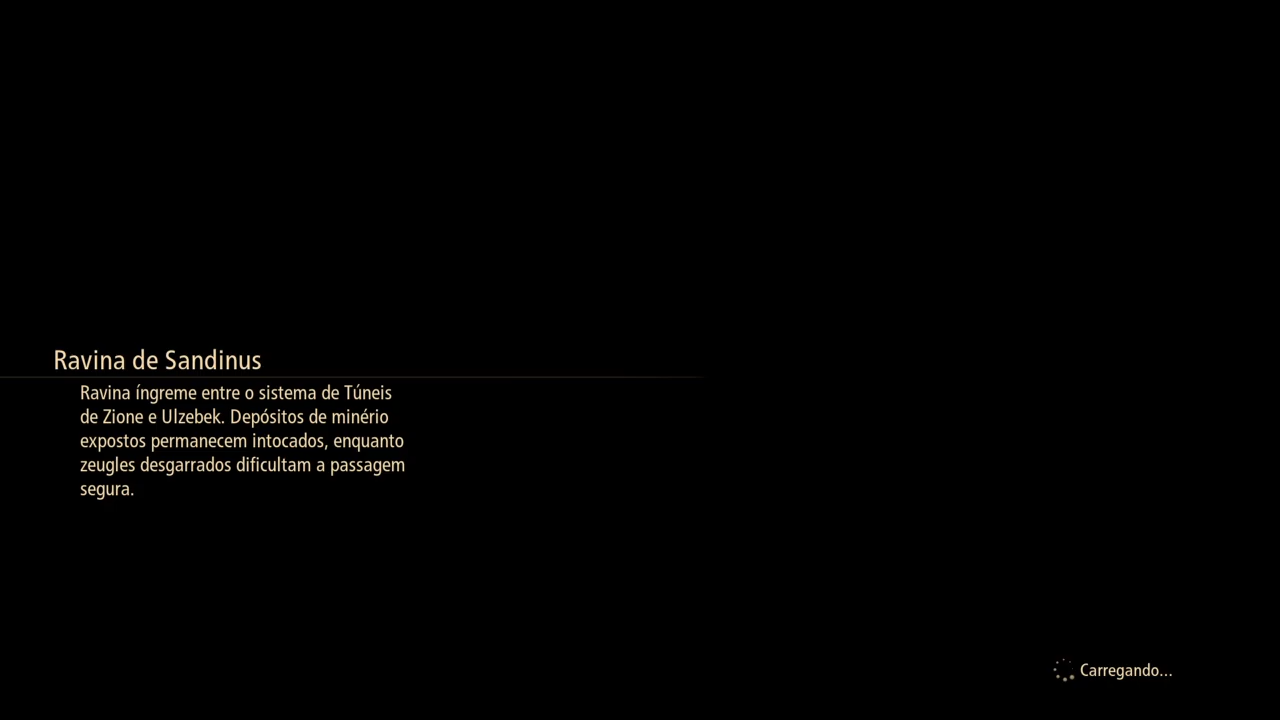 Ravina de Sandinus
Ravina íngreme entre o sistema de Túneis
de Zione e Ulzebek. Depósitos de minério
expostos permanecem intocados, enquanto
zeugles desgarrados dificultam a passagem
segura.
Carregando...